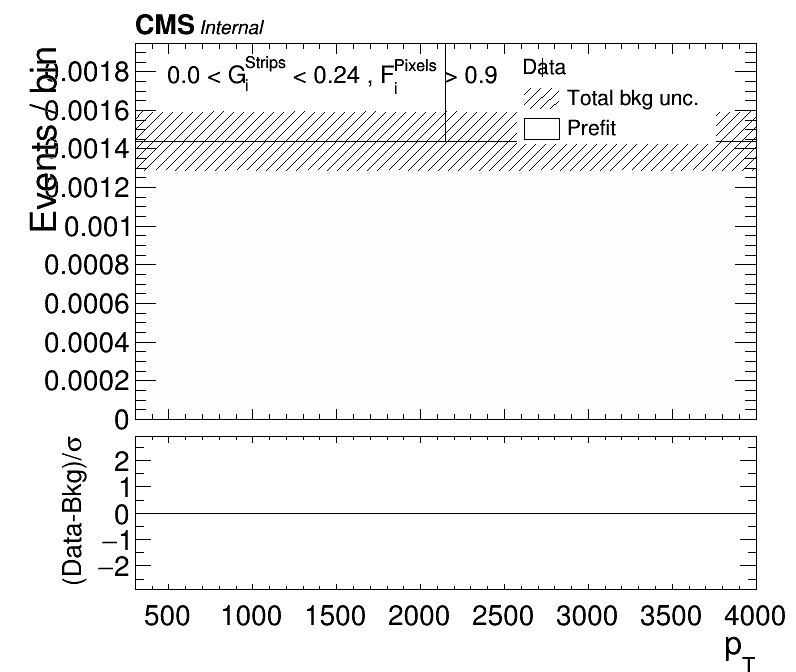 CMS Internal
0.0 < G_i^Strips < 0.24 , F_i^Pixels > 0.9
Data
Total bkg unc.
Prefit
Events / bin
0.0018
0.0016
0.0014
0.0012
0.001
0.0008
0.0006
0.0004
0.0002
0
(Data-Bkg)/σ
2
1
0
−1
−2
500 1000 1500 2000 2500 3000 3500 4000
p_T